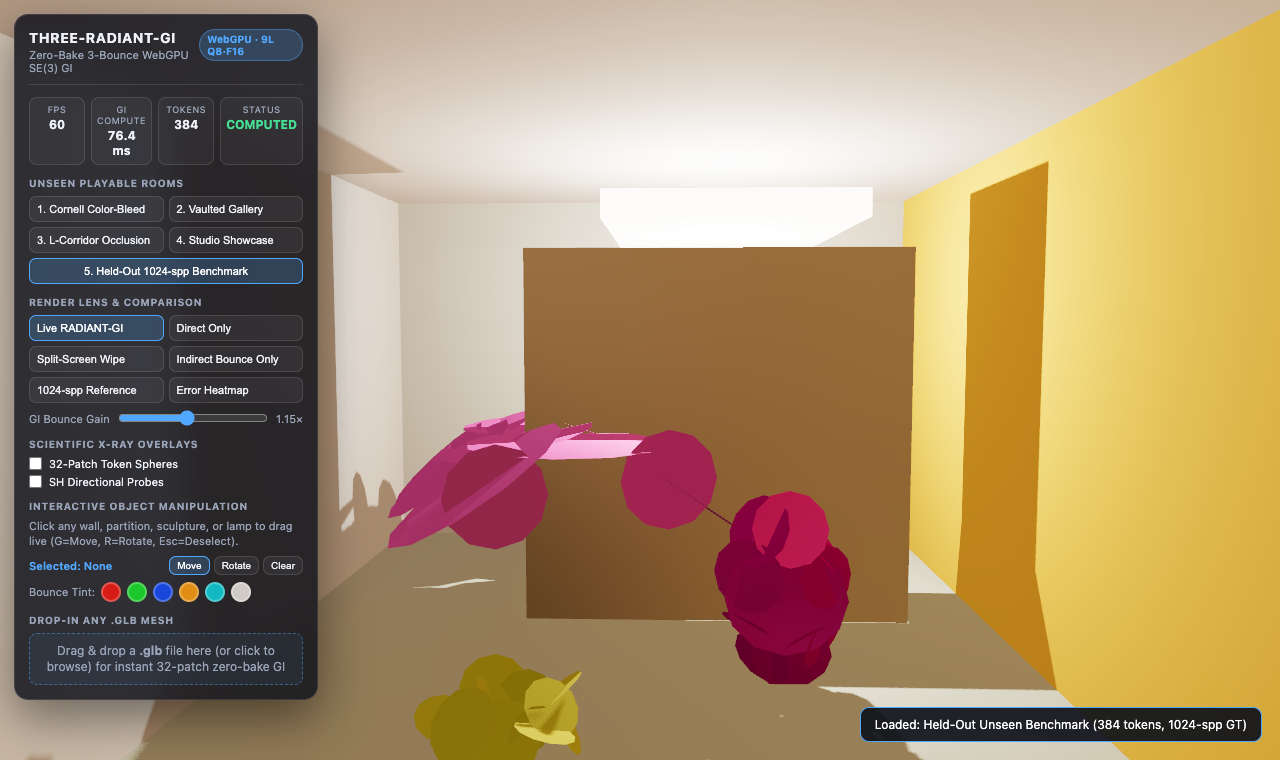 THREE-RADIANT-GI
Zero-Bake 3-Bounce WebGPU
SE(3) GI
WebGPU · 9L
Q8·F16
FPS
60
GI
COMPUTE
76.4
ms
TOKENS
384
STATUS
COMPUTED
UNSEEN PLAYABLE ROOMS
1. Cornell Color-Bleed
2. Vaulted Gallery
3. L-Corridor Occlusion
4. Studio Showcase
5. Held-Out 1024-spp Benchmark
RENDER LENS & COMPARISON
Live RADIANT-GI
Direct Only
Split-Screen Wipe
Indirect Bounce Only
1024-spp Reference
Error Heatmap
GI Bounce Gain
1.15×
SCIENTIFIC X-RAY OVERLAYS
32-Patch Token Spheres
SH Directional Probes
INTERACTIVE OBJECT MANIPULATION
Click any wall, partition, sculpture, or lamp to drag
live (G=Move, R=Rotate, Esc=Deselect).
Selected: None
Move
Rotate
Clear
Bounce Tint:
DROP-IN ANY .GLB MESH
Drag & drop a .glb file here (or click to
browse) for instant 32-patch zero-bake GI
Loaded: Held-Out Unseen Benchmark (384 tokens, 1024-spp GT)